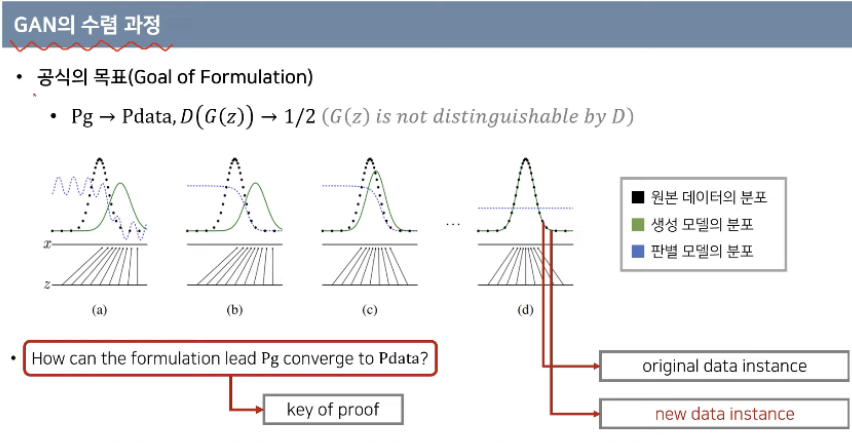 GAN의 수렴 과정
• 공식의 목표(Goal of Formulation)
• Pg → Pdata, D(G(z)) → 1/2 (G(z) is not distinguishable by D)
원본 데이터의 분포
생성 모델의 분포
판별 모델의 분포
...
x
z
(a) (b) (c) (d)
• How can the formulation lead Pg converge to Pdata?
original data instance
key of proof
new data instance